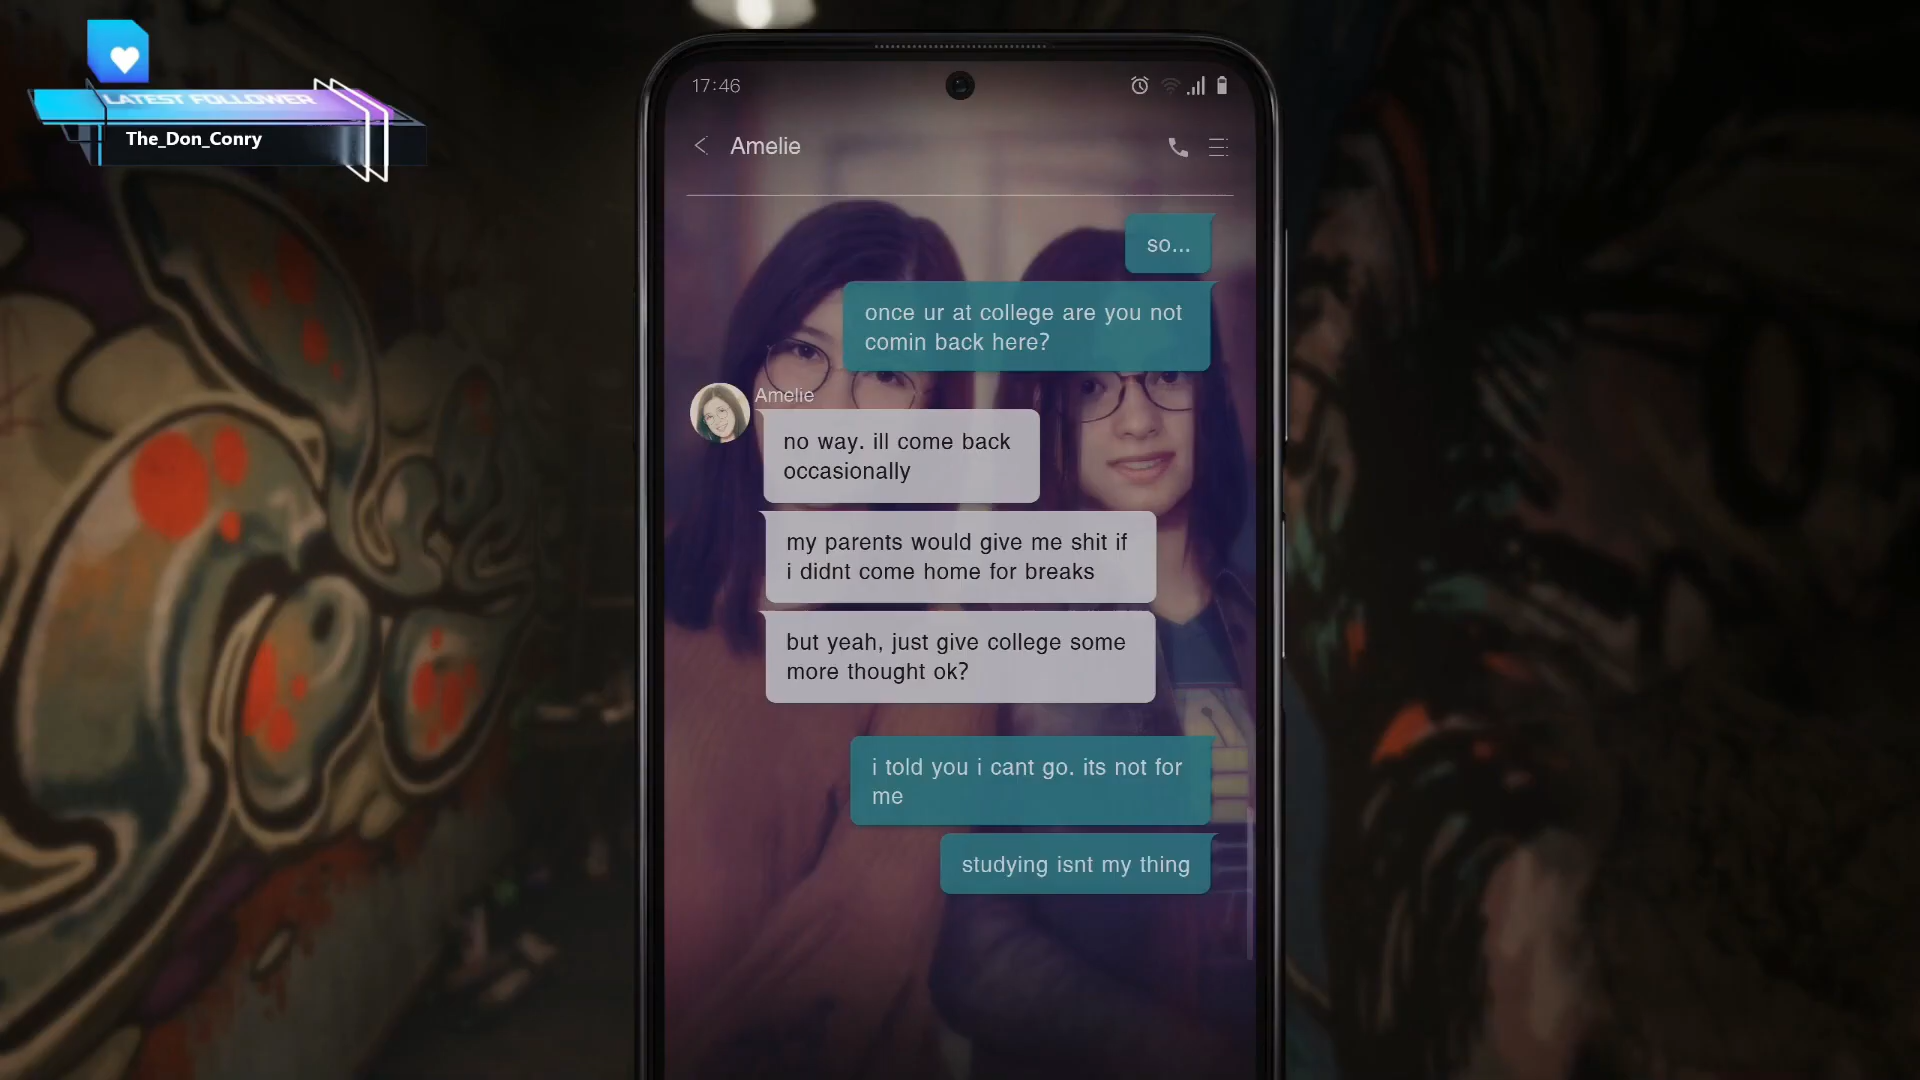 LATEST FOLLOWER
The_Don_Conry
17:46
Amelie
so...
once ur at college are you not
comin back here?
Amelie
no way. ill come back
occasionally
my parents would give me shit if
i didnt come home for breaks
but yeah, just give college some
more thought ok?
i told you i cant go. its not for
me
studying isnt my thing